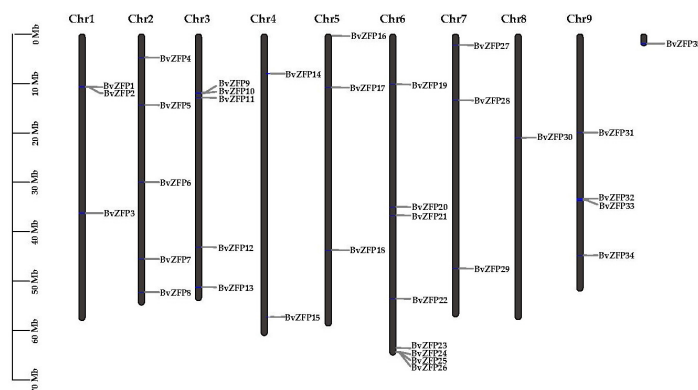 Chr1 Chr2 Chr3 Chr4 Chr5 Chr6 Chr7 Chr8 Chr9
0 Mb
10 Mb
20 Mb
30 Mb
40 Mb
50 Mb
60 Mb
BvZFP1
BvZFP2
BvZFP3
BvZFP4
BvZFP5
BvZFP6
BvZFP7
BvZFP8
BvZFP9
BvZFP10
BvZFP11
BvZFP12
BvZFP13
BvZFP14
BvZFP15
BvZFP16
BvZFP17
BvZFP18
BvZFP19
BvZFP20
BvZFP21
BvZFP22
BvZFP23
BvZFP24
BvZFP25
BvZFP26
BvZFP27
BvZFP28
BvZFP29
BvZFP30
BvZFP31
BvZFP32
BvZFP33
BvZFP34